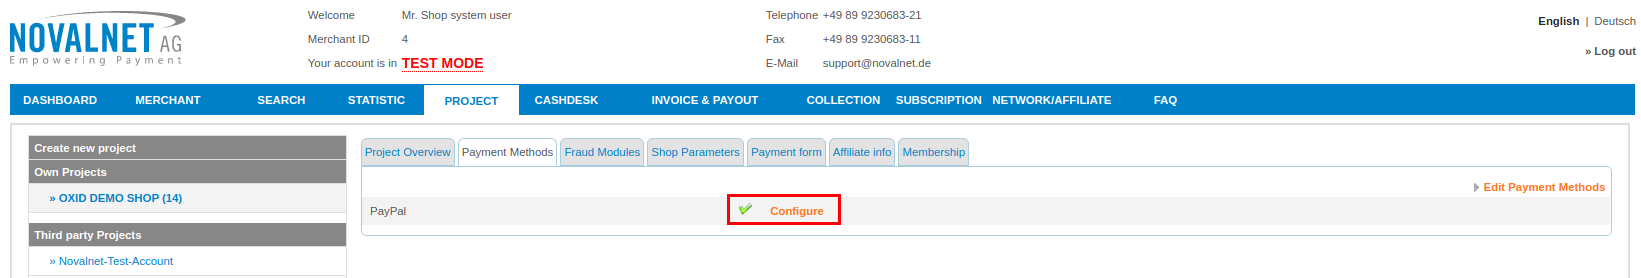 NOVALNET AG
Empowering Payment
Welcome Mr. Shop system user
Merchant ID 4
Your account is in TEST MODE
Telephone +49 89 9230683-21
Fax +49 89 9230683-11
E-Mail support@novalnet.de
English | Deutsch
» Log out
DASHBOARD MERCHANT SEARCH STATISTIC PROJECT CASHDESK INVOICE & PAYOUT COLLECTION SUBSCRIPTION NETWORK/AFFILIATE FAQ
Create new project
Own Projects
» OXID DEMO SHOP (14)
Third party Projects
» Novalnet-Test-Account
Project Overview Payment Methods Fraud Modules Shop Parameters Payment form Affiliate info Membership
Edit Payment Methods
PayPal Configure